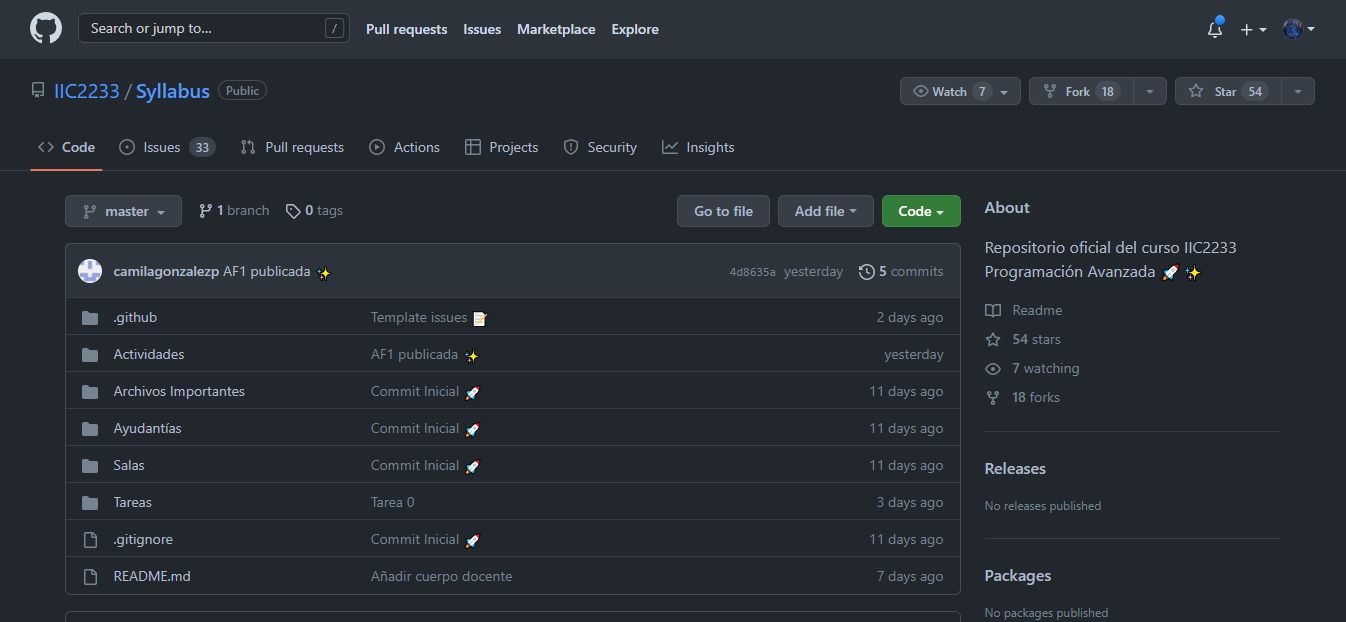 Search or jump to... /
Pull requests Issues Marketplace Explore
IIC2233 / Syllabus Public
Watch 7 Fork 18 Star 54
Code Issues 33 Pull requests Actions Projects Security Insights
master 1 branch 0 tags Go to file Add file Code
camilagonzalezp AF1 publicada ✨ 4d8635a yesterday 5 commits
.github Template issues 📝 2 days ago
Actividades AF1 publicada ✨ yesterday
Archivos Importantes Commit Inicial 🚀 11 days ago
Ayudantías Commit Inicial 🚀 11 days ago
Salas Commit Inicial 🚀 11 days ago
Tareas Tarea 0 3 days ago
.gitignore Commit Inicial 🚀 11 days ago
README.md Añadir cuerpo docente 7 days ago
About
Repositorio oficial del curso IIC2233
Programación Avanzada 🚀 ✨
Readme
54 stars
7 watching
18 forks
Releases
No releases published
Packages
No packages published